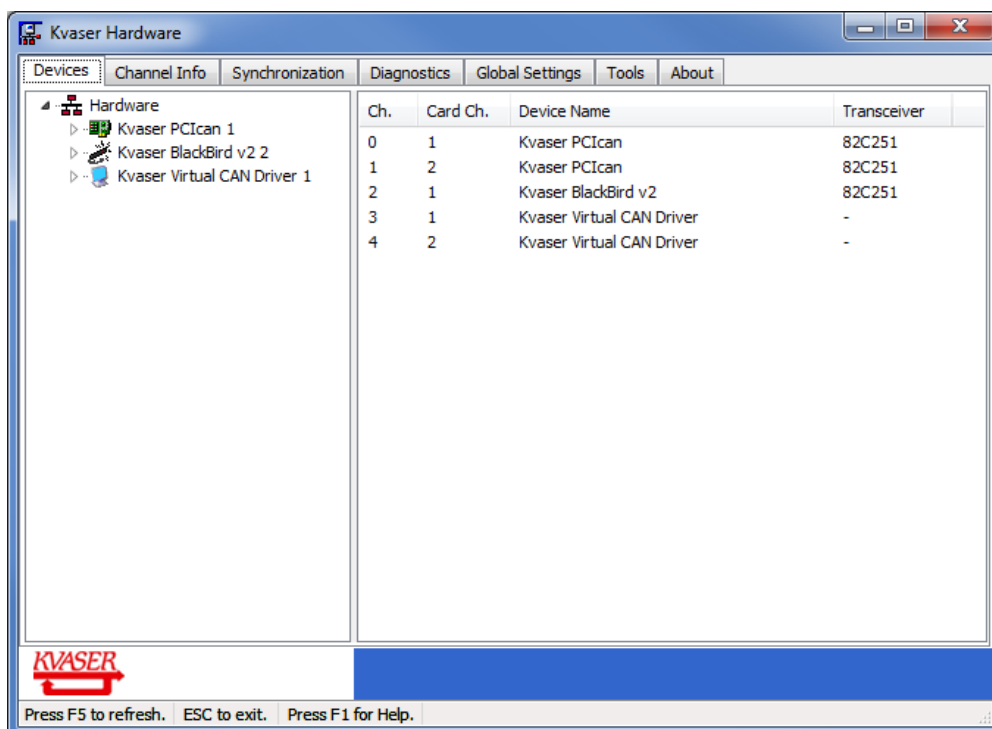 Kvaser Hardware
Devices Channel Info Synchronization Diagnostics Global Settings Tools About
Hardware
Kvaser PCIcan 1
Kvaser BlackBird v2 2
Kvaser Virtual CAN Driver 1
Ch. Card Ch. Device Name Transceiver
0 1 Kvaser PCIcan 82C251
1 2 Kvaser PCIcan 82C251
2 1 Kvaser BlackBird v2 82C251
3 1 Kvaser Virtual CAN Driver -
4 2 Kvaser Virtual CAN Driver -
KVASER
Press F5 to refresh. ESC to exit. Press F1 for Help.